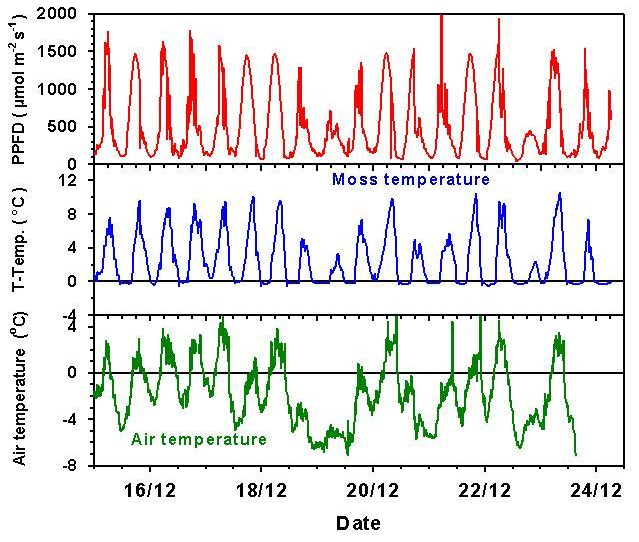 2000
1500
1000
500
0
PPFD ( µmol m-2 s-1)
Moss temperature
12
8
4
0
T-Temp. ( °C )
-4
4
0
-4
-8
Air temperature (°C)
Air temperature
16/12 18/12 20/12 22/12 24/12
Date